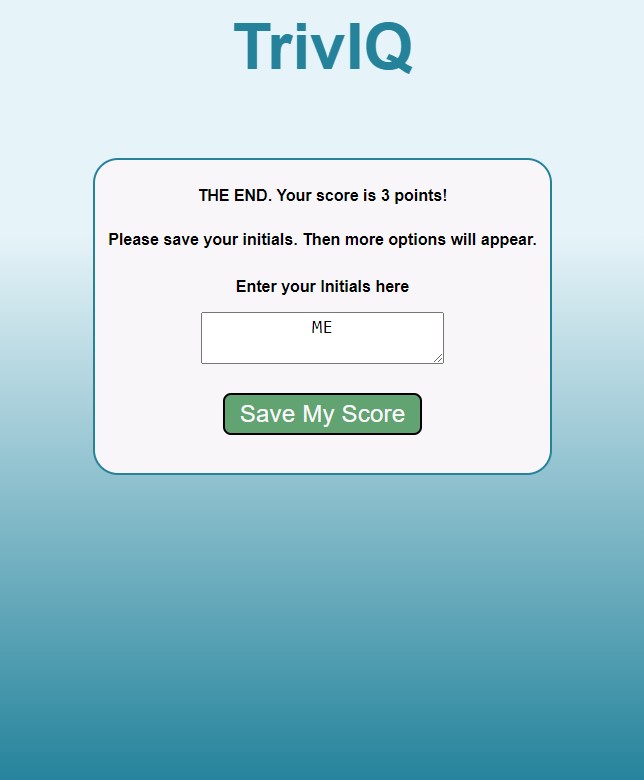 TrivIQ
THE END. Your score is 3 points!
Please save your initials. Then more options will appear.
Enter your Initials here
ME
Save My Score